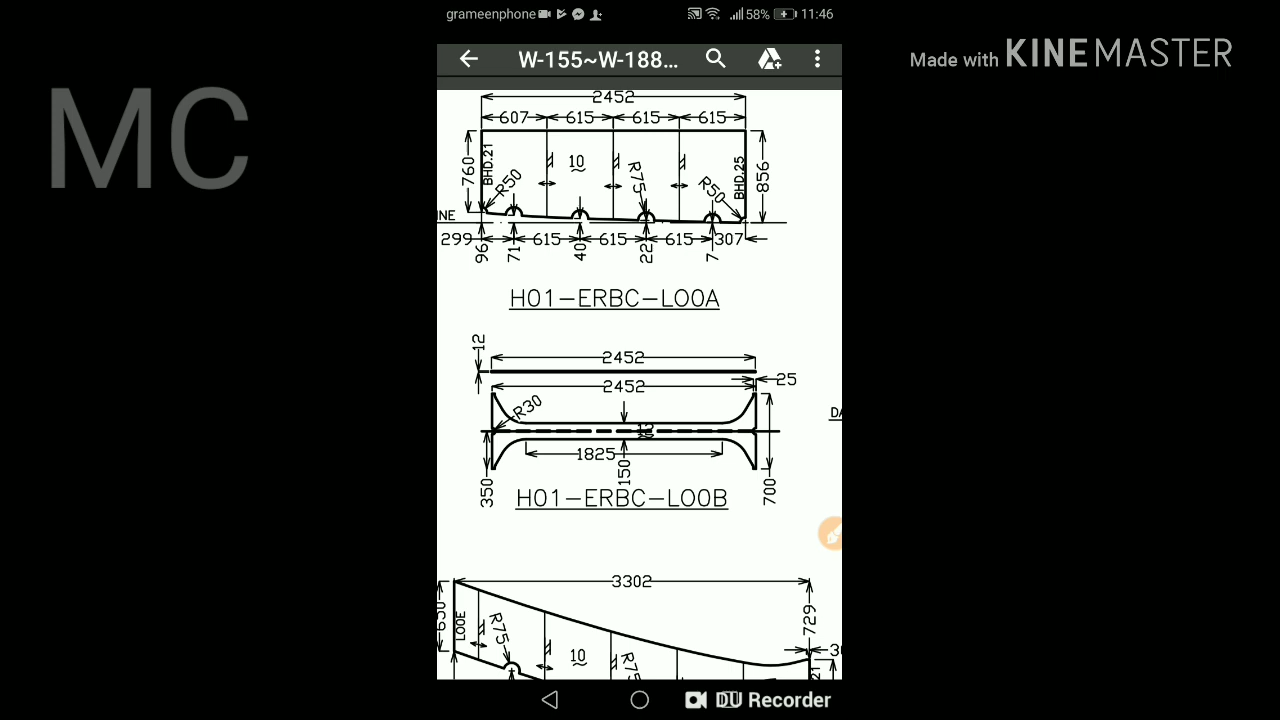 grameenphone 58% 11:46
W-155~W-188...
Made with KINEMASTER
MC
2452
607 615 615 615
760 BHD.21 R50 10 R75 R50 BHD.25 856
INE
299 615 615 615 307
96 71 40 22 7
H01-ERBC-L00A
12
2452
2452 25
R30
12
1825
350 150 700
H01-ERBC-L00B
3302
650 L00E R75 10 R75 729
DU Recorder